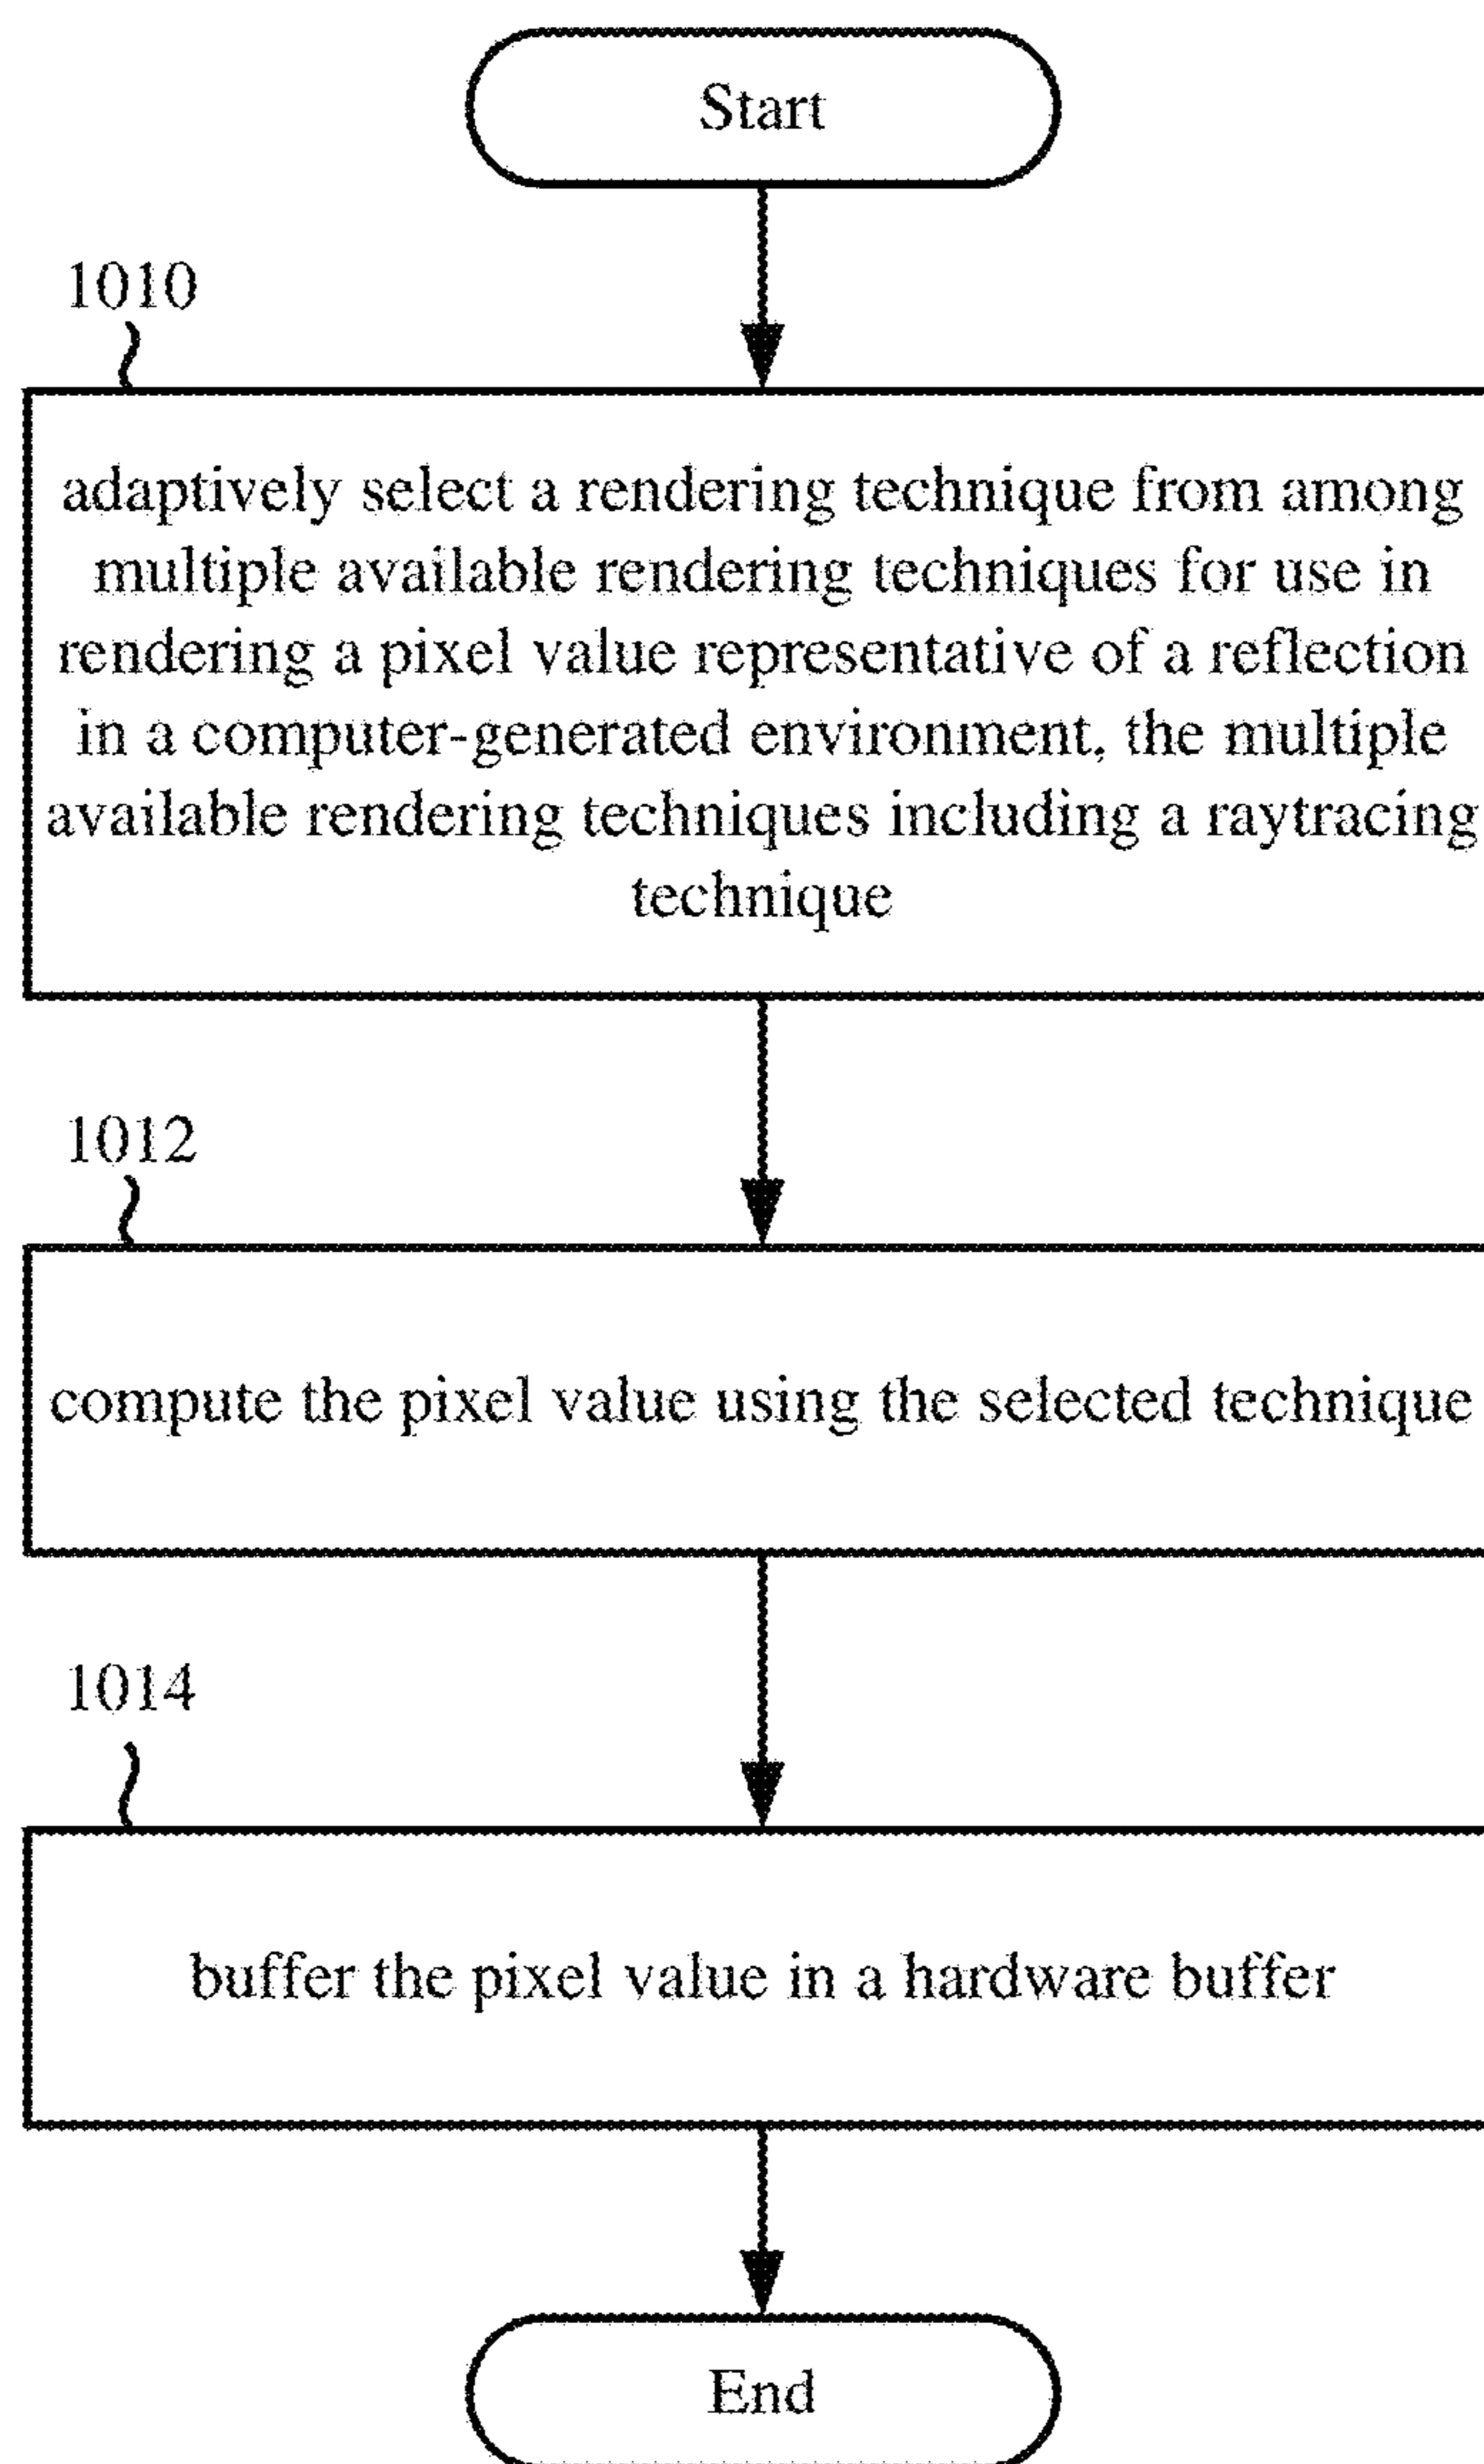 Start
1010
adaptively select a rendering technique from among
multiple available rendering techniques for use in
rendering a pixel value representative of a reflection
in a computer-generated environment, the multiple
available rendering techniques including a raytracing
technique
1012
compute the pixel value using the selected technique
1014
buffer the pixel value in a hardware buffer
End